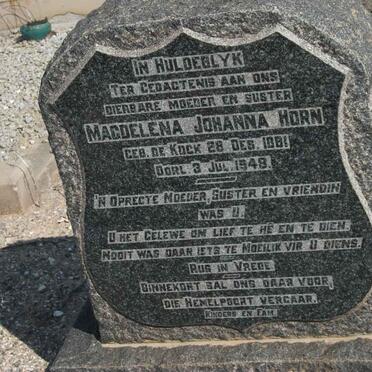 IN HULDEBLYK
TER GEDACTENIS AAN ONS
DIERBARE MOEDER EN SUSTER
MAGDELENA JOHANNA HORN
GEB. DE KOCK 28 DES. 1881
OORL. 3 JUL. 1949
'N OPREGTE MOEDER, SUSTER EN VRIENDIN
WAS U.
U HET GELEWE OM LIEF TE HÊ EN TE DIEN.
NOOIT WAS DAAR IETS TE MOEILIK VIR U DIENS.
RUS IN VREDE
BINNEKORT SAL ONS DAAR VOOR,
DIE HEMELPOORT VERGAAR.
KINDERS EN FAM.